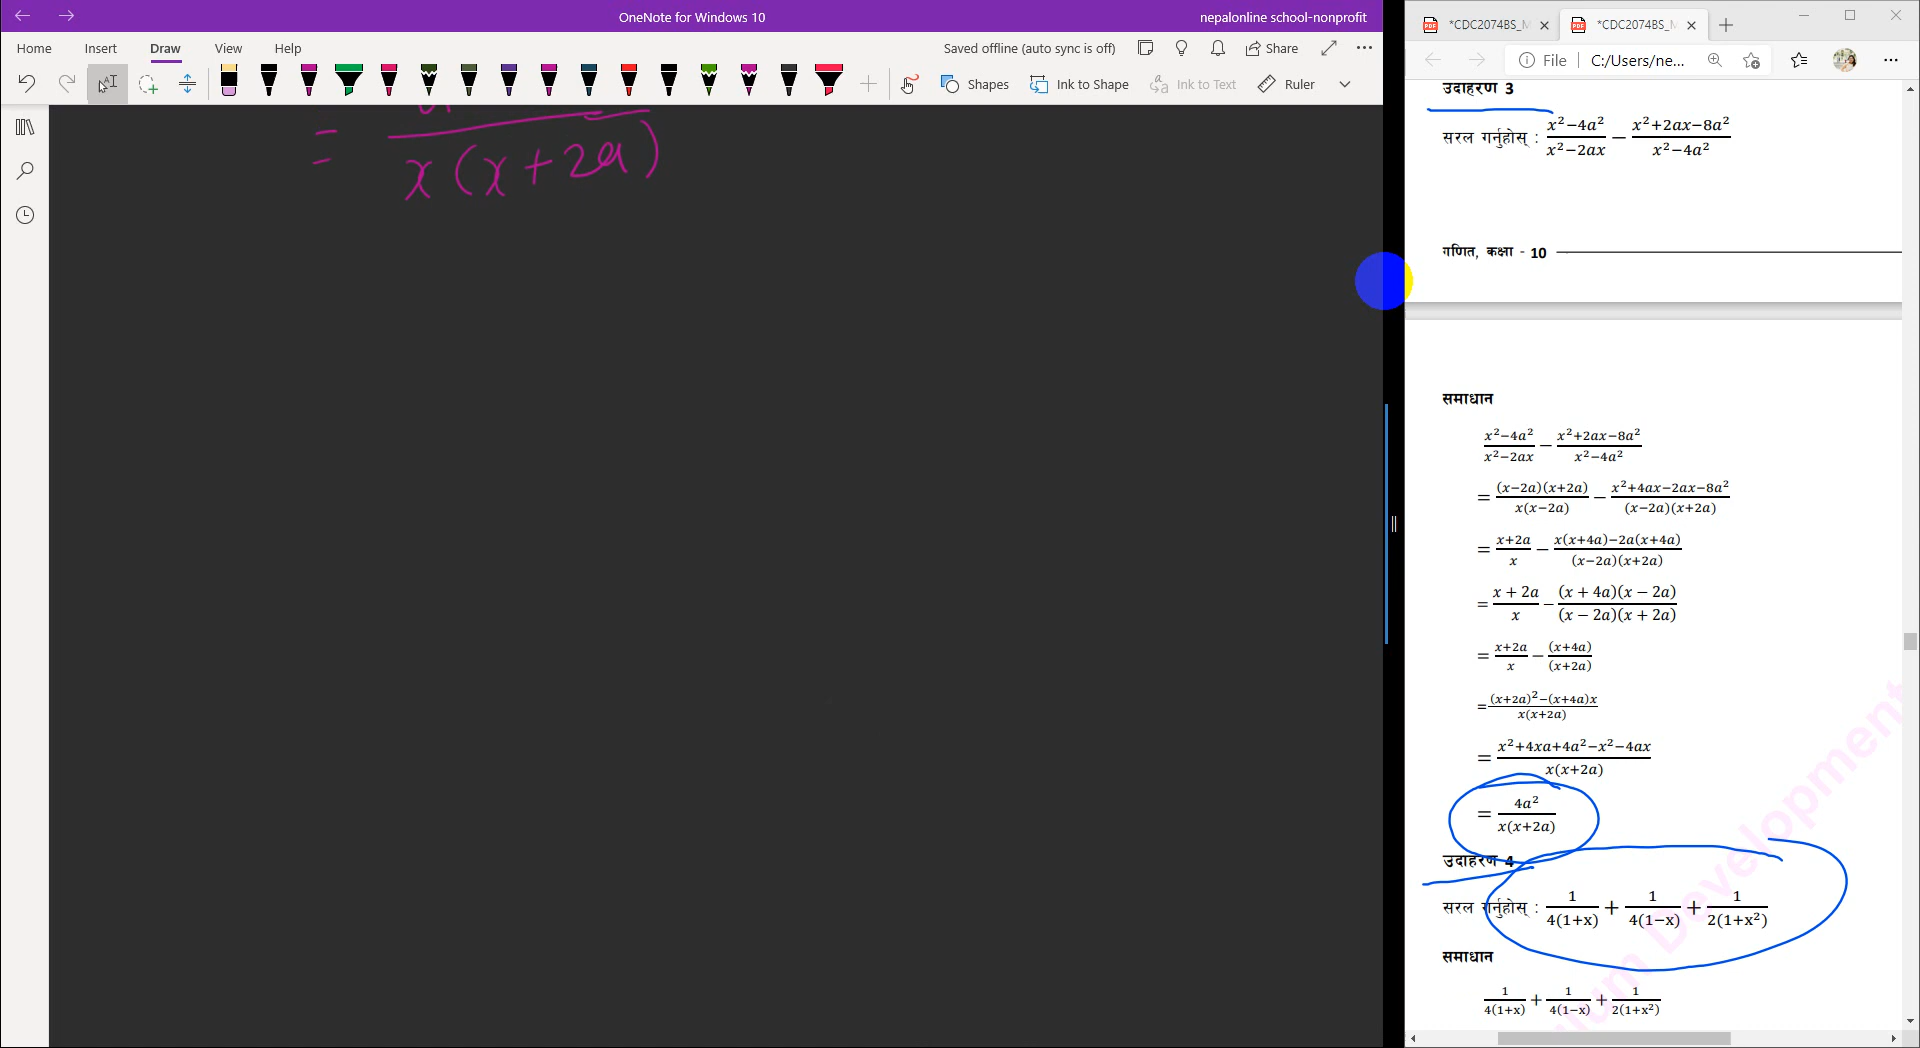 OneNote for Windows 10
nepalonline school-nonprofit
Home Insert Draw View Help
Saved offline (auto sync is off)
Share
Shapes
Ink to Shape
Ink to Text
Ruler
= x(x+2a)
*CDC2074BS_M
*CDC2074BS_M
File
C:/Users/ne...
उदाहरण 3
सरल गर्नुहोस् : (x²−4a²)/(x²−2ax) − (x²+2ax−8a²)/(x²−4a²)
गणित, कक्षा - 10
समाधान
(x²−4a²)/(x²−2ax) − (x²+2ax−8a²)/(x²−4a²)
= (x−2a)(x+2a)/x(x−2a) − (x²+4ax−2ax−8a²)/(x−2a)(x+2a)
= (x+2a)/x − (x(x+4a)−2a(x+4a))/(x−2a)(x+2a)
= (x + 2a)/x − (x + 4a)(x − 2a)/(x − 2a)(x + 2a)
= (x+2a)/x − (x+4a)/(x+2a)
= ((x+2a)²−(x+4a)x)/x(x+2a)
= (x²+4xa+4a²−x²−4ax)/x(x+2a)
= 4a²/x(x+2a)
उदाहरण 4
सरल गर्नुहोस् : 1/4(1+x) + 1/4(1−x) + 1/2(1+x²)
समाधान
1/4(1+x) + 1/4(1−x) + 1/2(1+x²)
Development